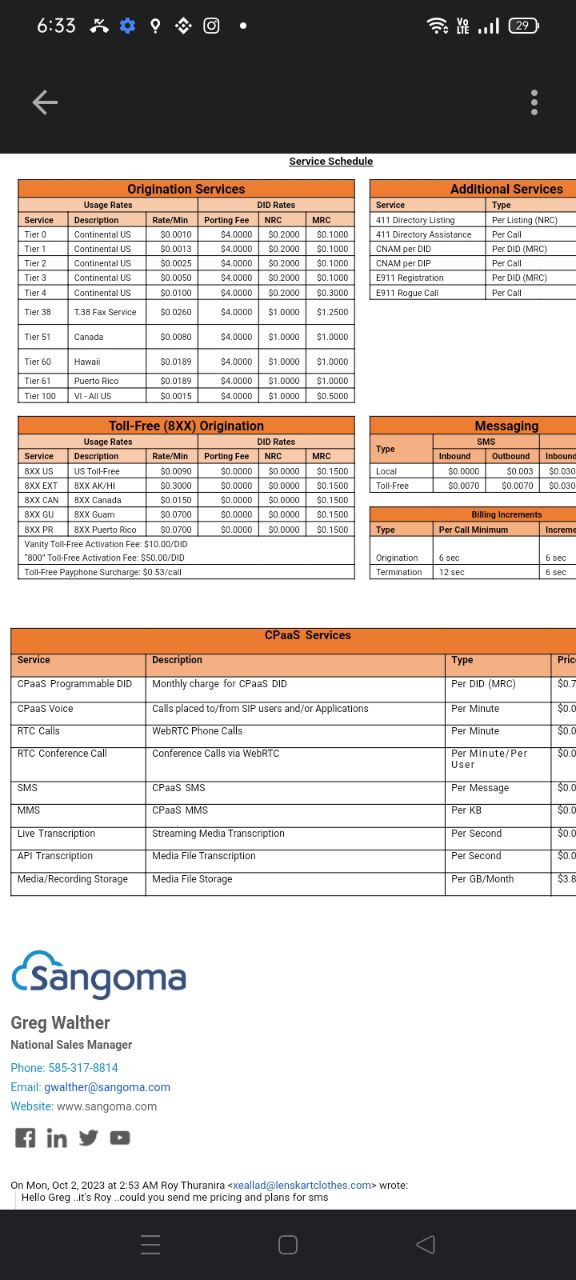 6:33
Vo LTE
29
Service Schedule
Origination Services
Usage Rates DID Rates
Service Description Rate/Min Porting Fee NRC MRC
Tier 0 Continental US $0.0010 $4.0000 $0.2000 $0.1000
Tier 1 Continental US $0.0013 $4.0000 $0.2000 $0.1000
Tier 2 Continental US $0.0025 $4.0000 $0.2000 $0.1000
Tier 3 Continental US $0.0050 $4.0000 $0.2000 $0.1000
Tier 4 Continental US $0.0100 $4.0000 $0.2000 $0.3000
Tier 38 T.38 Fax Service $0.0260 $4.0000 $1.0000 $1.2500
Tier 51 Canada $0.0080 $4.0000 $1.0000 $1.0000
Tier 60 Hawaii $0.0189 $4.0000 $1.0000 $1.0000
Tier 61 Puerto Rico $0.0189 $4.0000 $1.0000 $1.0000
Tier 100 VI - All US $0.0015 $4.0000 $1.0000 $0.5000
Additional Services
Service Type
411 Directory Listing Per Listing (NRC)
411 Directory Assistance Per Call
CNAM per DID Per DID (MRC)
CNAM per DIP Per Call
E911 Registration Per DID (MRC)
E911 Rogue Call Per Call
Toll-Free (8XX) Origination
Usage Rates DID Rates
Service Description Rate/Min Porting Fee NRC MRC
8XX US US Toll-Free $0.0090 $0.0000 $0.0000 $0.1500
8XX EXT 8XX AK/HI $0.3000 $0.0000 $0.0000 $0.1500
8XX CAN 8XX Canada $0.0150 $0.0000 $0.0000 $0.1500
8XX GU 8XX Guam $0.0700 $0.0000 $0.0000 $0.1500
8XX PR 8XX Puerto Rico $0.0700 $0.0000 $0.0000 $0.1500
Vanity Toll-Free Activation Fee: $10.00/DID
"800" Toll-Free Activation Fee: $50.00/DID
Toll-Free Payphone Surcharge: $0.53/call
Messaging
Type SMS
Inbound Outbound Inbound
Local $0.0000 $0.003 $0.030
Toll-Free $0.0070 $0.0070 $0.030
Billing Increments
Type Per Call Minimum Increme
Origination 6 sec 6 sec
Termination 12 sec 6 sec
CPaaS Services
Service Description Type Pric
CPaaS Programmable DID Monthly charge for CPaaS DID Per DID (MRC) $0.7
CPaaS Voice Calls placed to/from SIP users and/or Applications Per Minute $0.0
RTC Calls WebRTC Phone Calls Per Minute $0.0
RTC Conference Call Conference Calls via WebRTC Per Minute/Per User $0.0
SMS CPaaS SMS Per Message $0.0
MMS CPaaS MMS Per KB $0.0
Live Transcription Streaming Media Transcription Per Second $0.0
API Transcription Media File Transcription Per Second $0.0
Media/Recording Storage Media File Storage Per GB/Month $3.8
Sangoma
Greg Walther
National Sales Manager
Phone: 585-317-8814
Email: gwalther@sangoma.com
Website: www.sangoma.com
On Mon, Oct 2, 2023 at 2:53 AM Roy Thuranira <xeallad@lenskartclothes.com> wrote:
Hello Greg ..it's Roy ..could you send me pricing and plans for sms